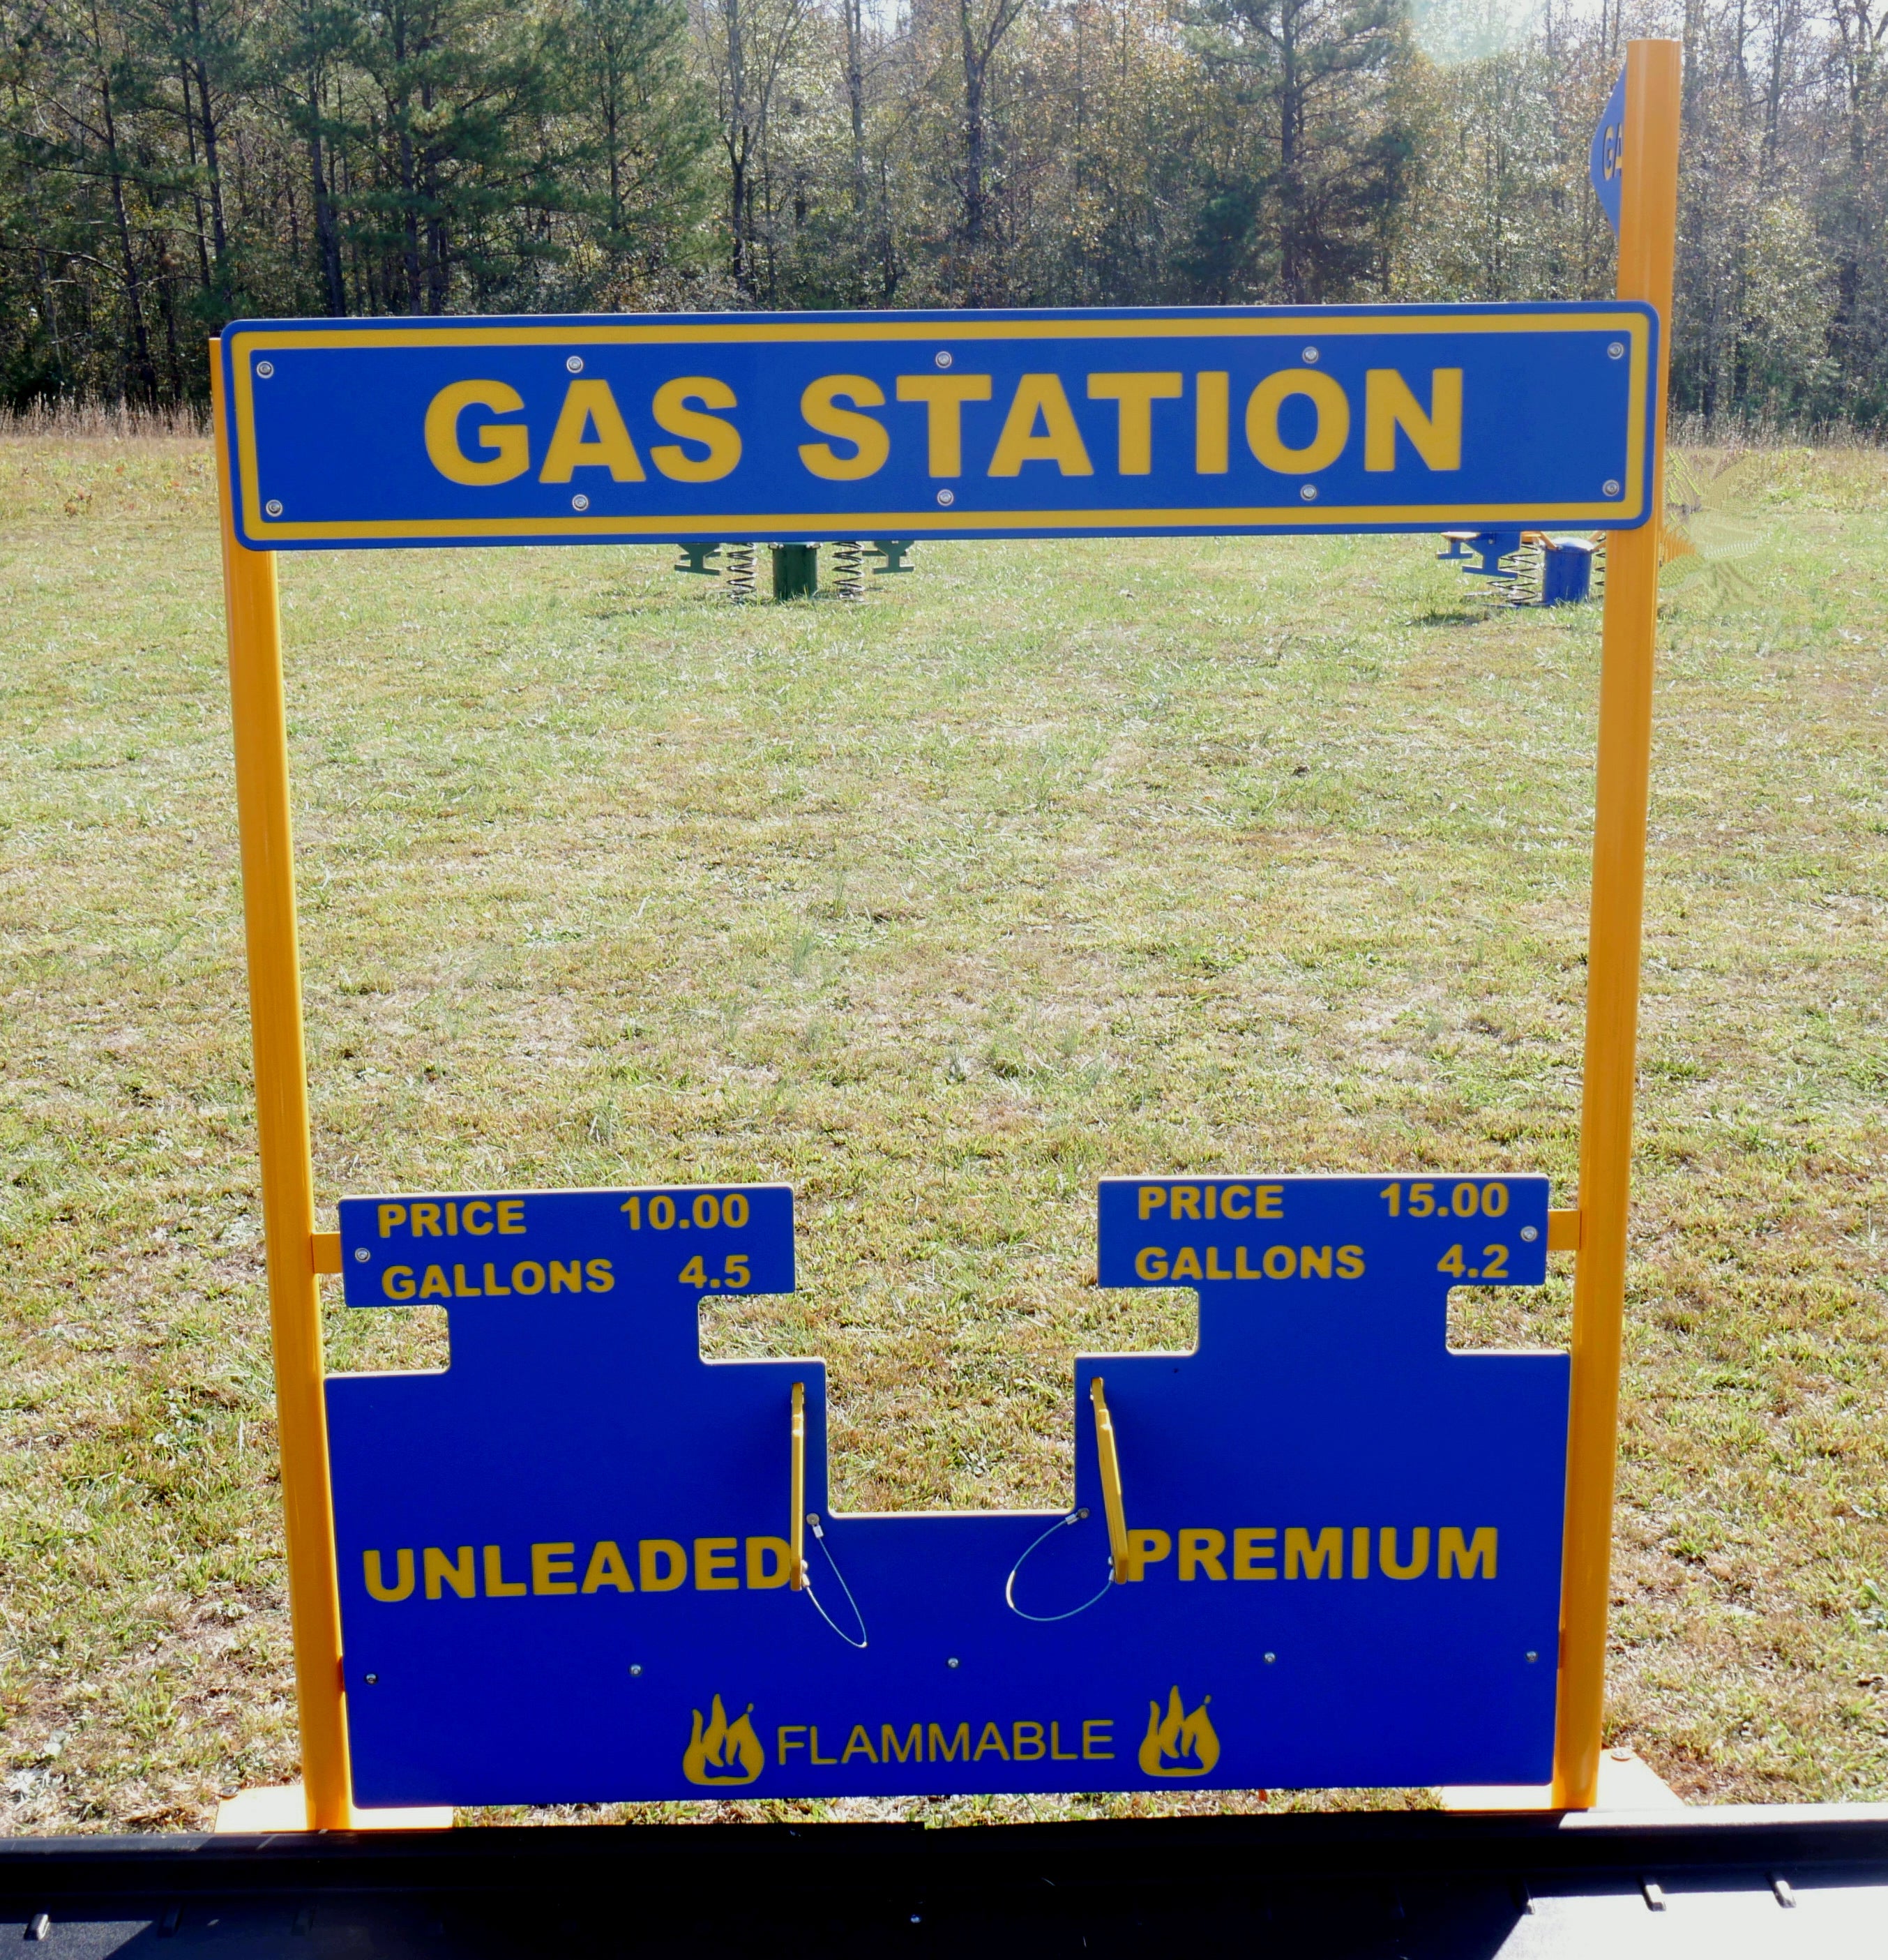 GAS STATION
PRICE 10.00
GALLONS 4.5
PRICE 15.00
GALLONS 4.2
UNLEADED
PREMIUM
FLAMMABLE